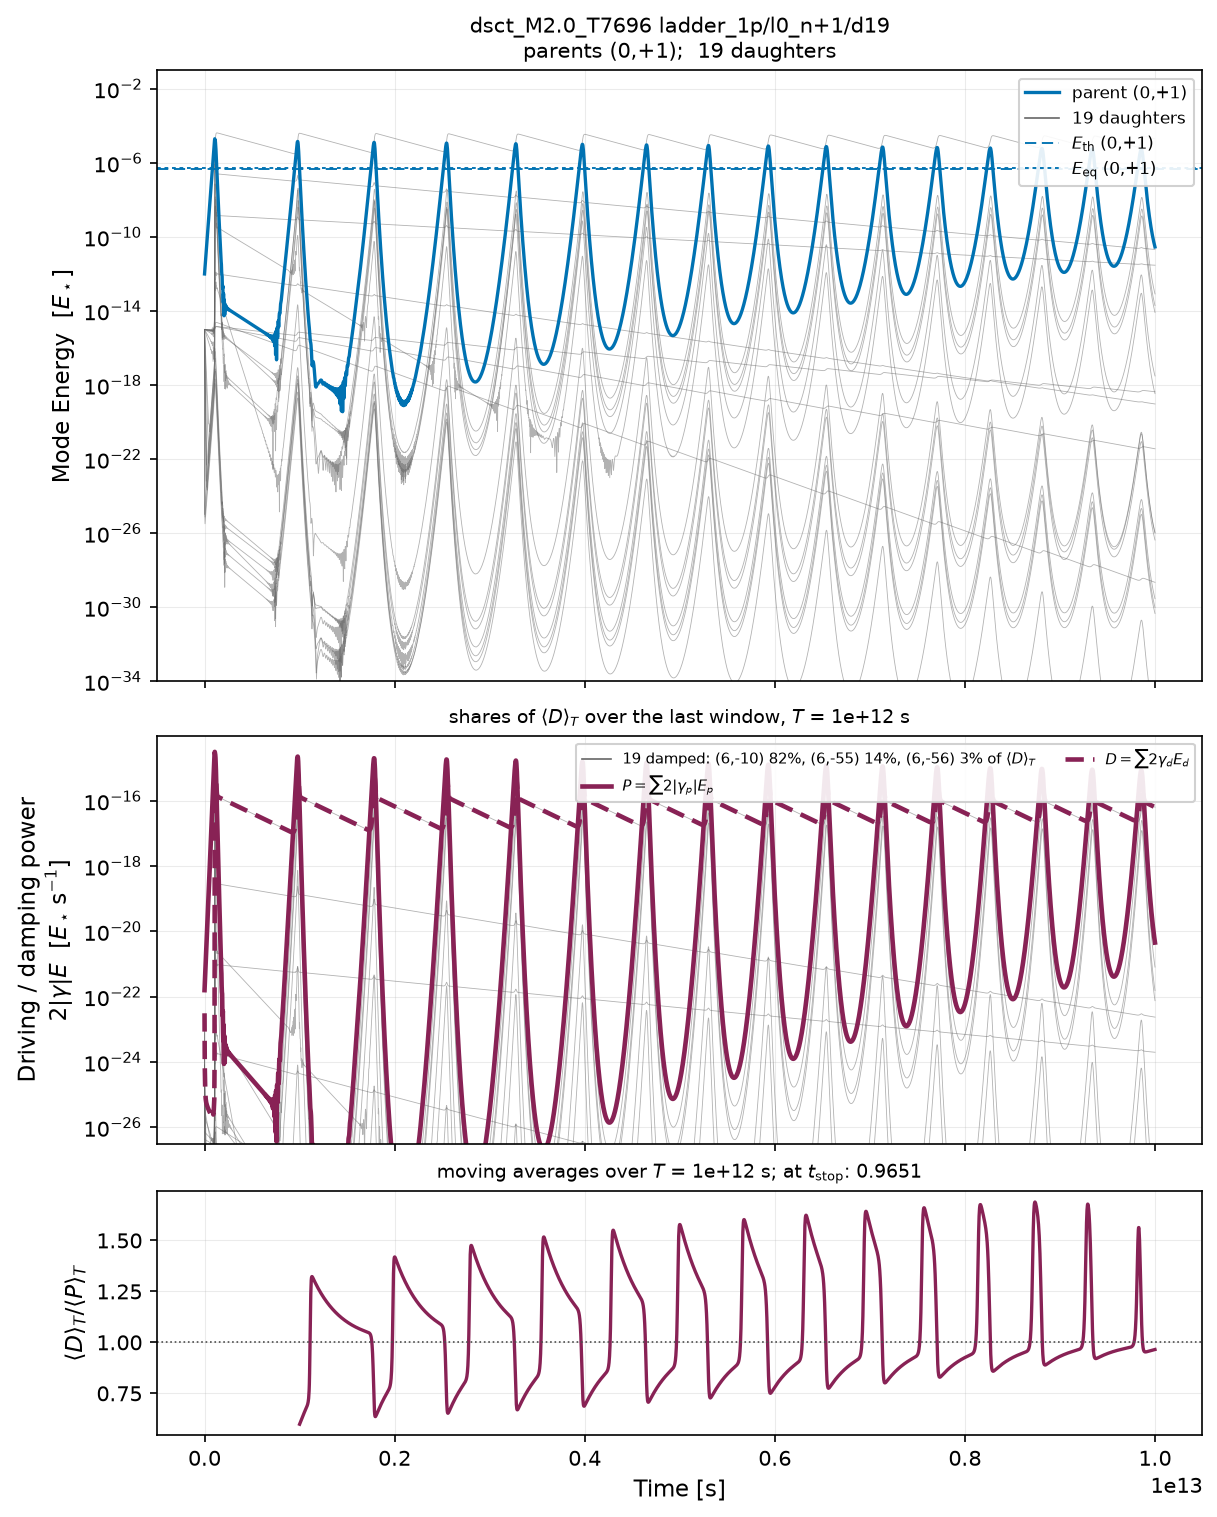 dsct_M2.0_T7696 ladder_1p/l0_n+1/d19
parents (0,+1);  19 daughters
10⁻²
10⁻⁶
10⁻¹⁰
10⁻¹⁴
10⁻¹⁸
10⁻²²
10⁻²⁶
10⁻³⁰
10⁻³⁴
Mode Energy [E⋆]
parent (0,+1)
19 daughters
E_th (0,+1)
E_eq (0,+1)
shares of ⟨D⟩_T over the last window, T = 1e+12 s
10⁻¹⁶
10⁻¹⁸
10⁻²⁰
10⁻²²
10⁻²⁴
10⁻²⁶
Driving / damping power
2|γ|E [E⋆ s⁻¹]
19 damped: (6,-10) 82%, (6,-55) 14%, (6,-56) 3% of ⟨D⟩_T
P = ∑2|γ_p|E_p
D = ∑2γ_dE_d
moving averages over T = 1e+12 s; at t_stop: 0.9651
1.50
1.25
1.00
0.75
⟨D⟩_T/⟨P⟩_T
0.0 0.2 0.4 0.6 0.8 1.0
1e13
Time [s]